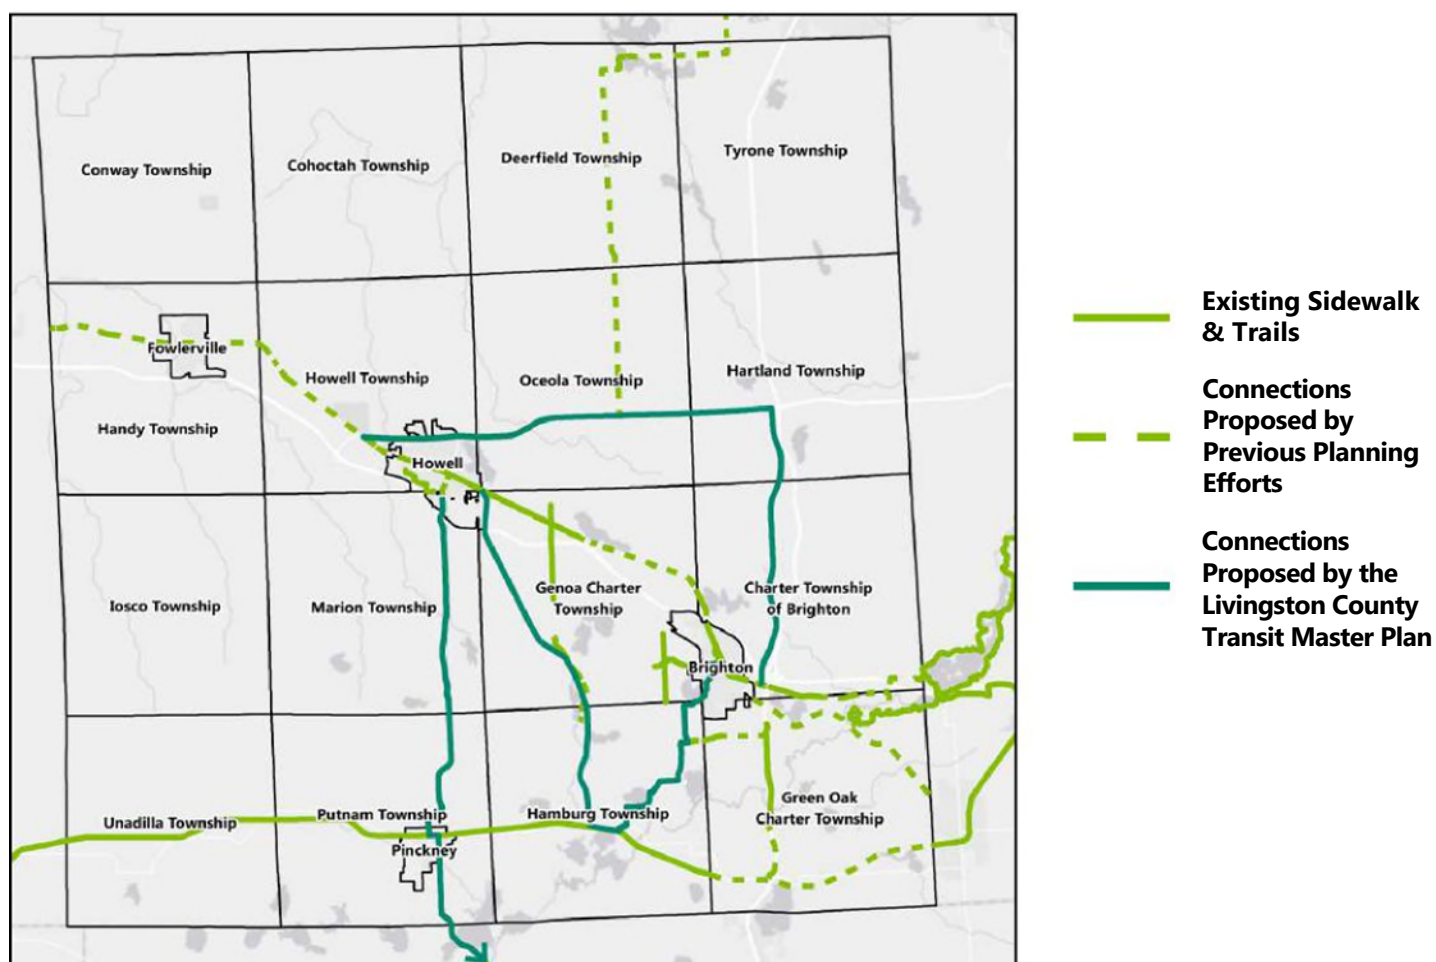 Conway Township
Cohoctah Township
Deerfield Township
Tyrone Township
Fowlerville
Handy Township
Howell Township
Oceola Township
Hartland Township
Howell
Iosco Township
Marion Township
Genoa Charter
Township
Charter Township
of Brighton
Brighton
Unadilla Township
Putnam Township
Pinckney
Hamburg Township
Green Oak
Charter Township
Existing Sidewalk
& Trails
Connections
Proposed by
Previous Planning
Efforts
Connections
Proposed by the
Livingston County
Transit Master Plan